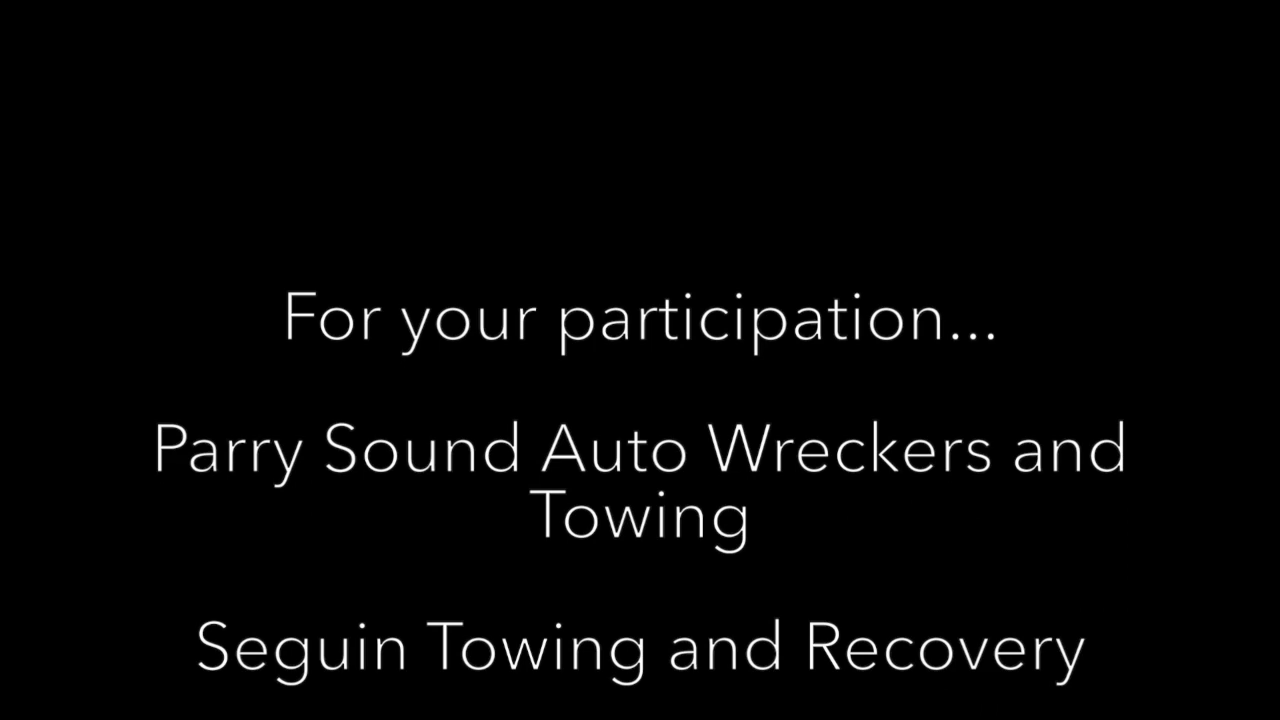 For your participation...
Parry Sound Auto Wreckers and
Towing
Seguin Towing and Recovery